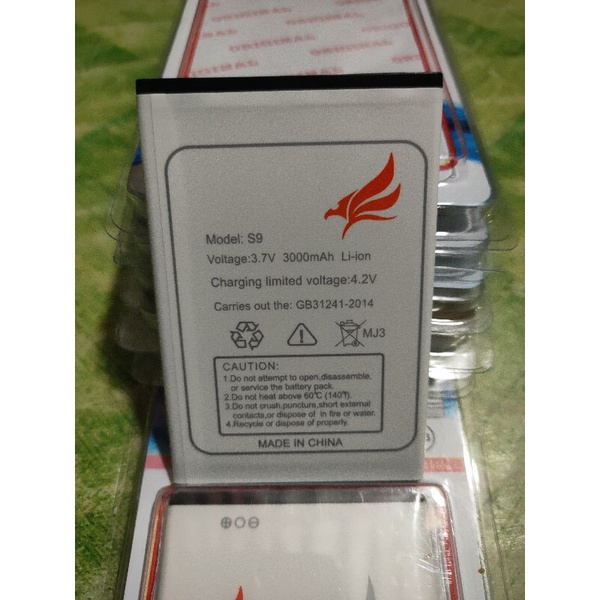 ORIGINAL
ORIGINAL
Model: S9
Voltage:3.7V 3000mAh Li-ion
Charging limited voltage:4.2V
Carries out the: GB31241-2014
MJ3
CAUTION:
1.Do not attempt to open,disassemble,
or service the battery pack.
2.Do not heat above 60℃ (140℉).
3.Do not crush,puncture,short external
contacts,or dispose of in fire or water.
4.Recycle or dispose of properly.
MADE IN CHINA